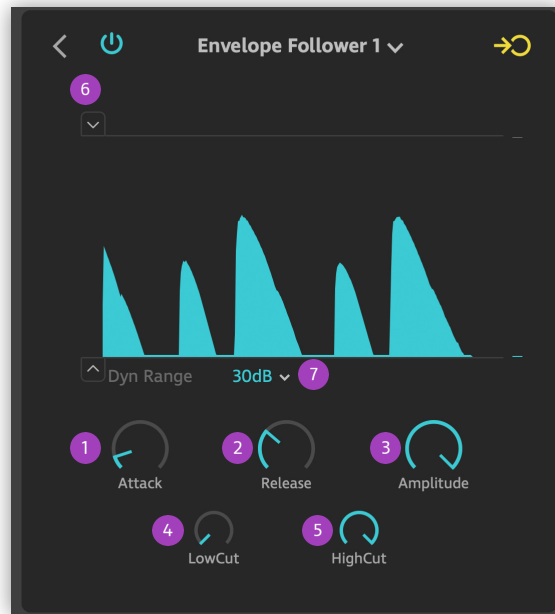 Envelope Follower 1
6
Dyn Range 30dB 7
1 2 3
Attack Release Amplitude
4 5
LowCut HighCut